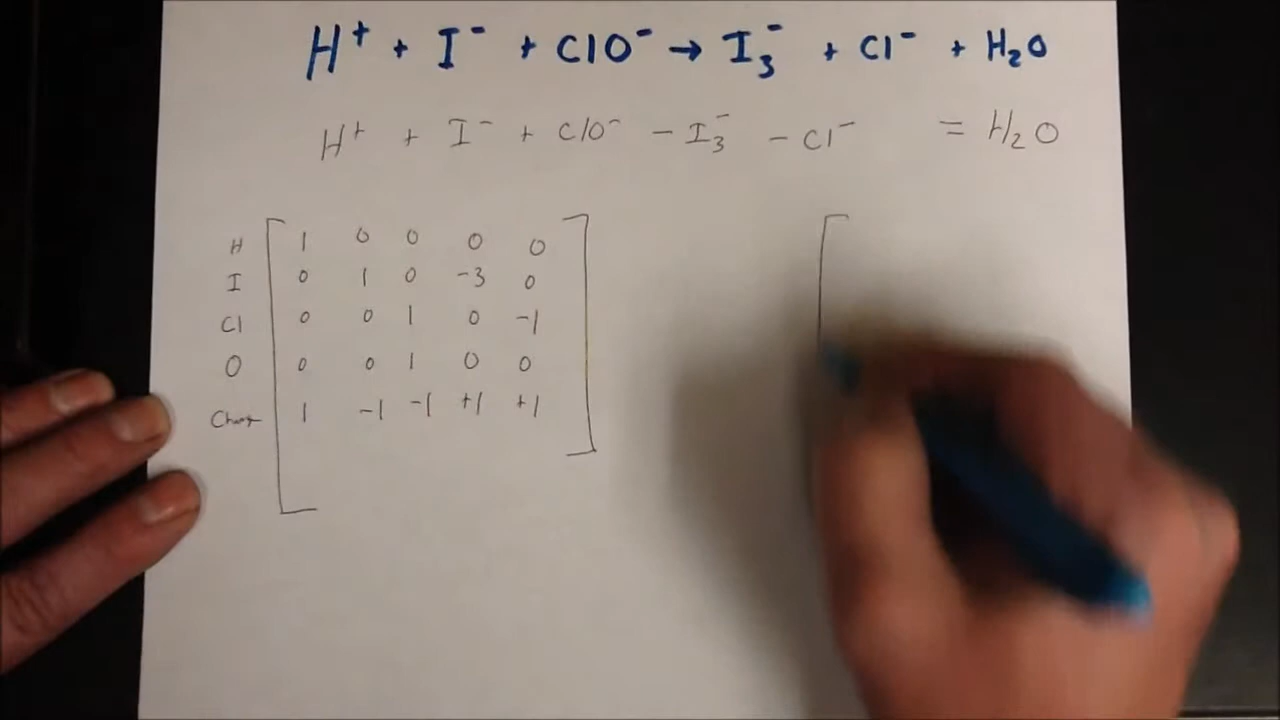 H⁺ + I⁻ + ClO⁻ → I₃⁻ + Cl⁻ + H₂O
H⁺ + I⁻ + ClO⁻ − I₃⁻ − Cl⁻ = H₂O
H 1 0 0 0 0
I 0 1 0 -3 0
Cl 0 0 1 0 -1
O 0 0 1 0 0
1 -1 -1 +1 +1